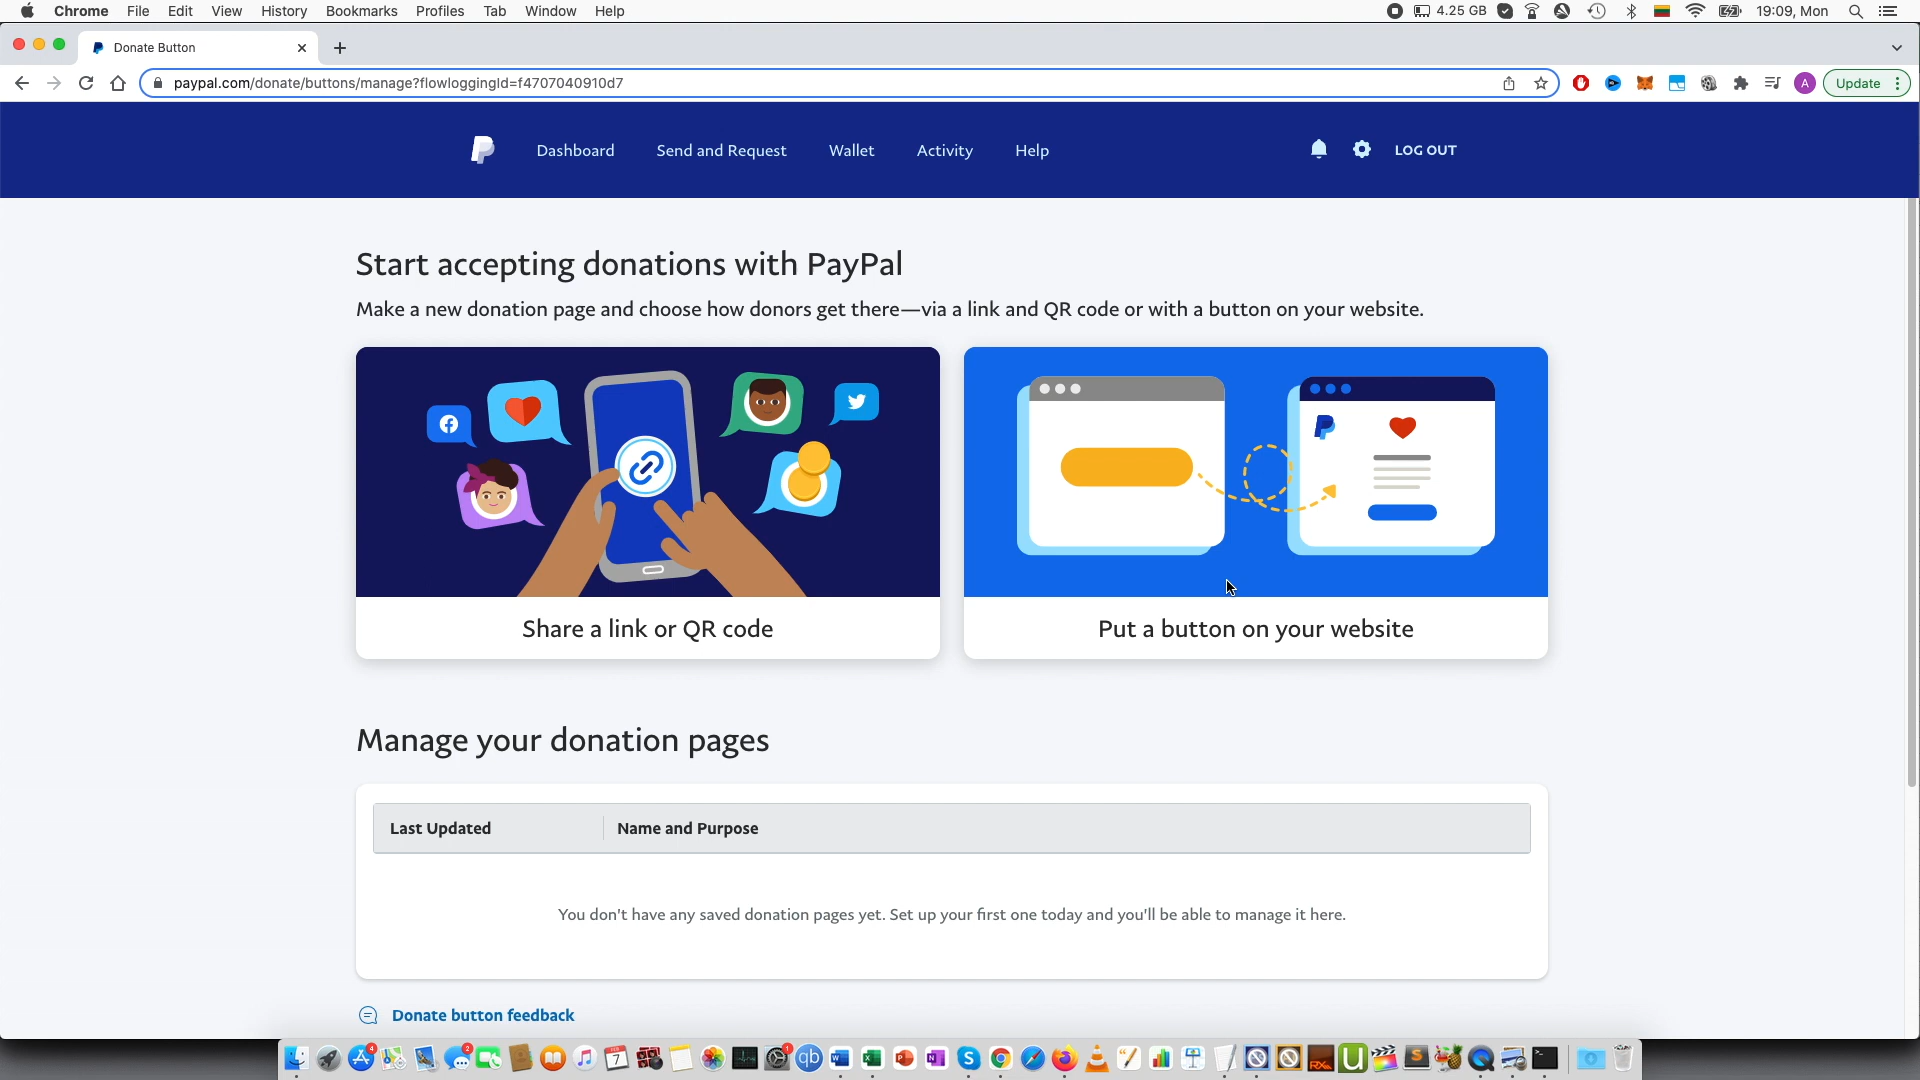 Chrome File Edit View History Bookmarks Profiles Tab Window Help 4.25 GB 19:09, Mon
Donate Button
paypal.com/donate/buttons/manage?flowloggingId=f4707040910d7 A Update
Dashboard Send and Request Wallet Activity Help LOG OUT
Start accepting donations with PayPal
Make a new donation page and choose how donors get there—via a link and QR code or with a button on your website.
Share a link or QR code
Put a button on your website
Manage your donation pages
Last Updated Name and Purpose
You don't have any saved donation pages yet. Set up your first one today and you'll be able to manage it here.
Donate button feedback